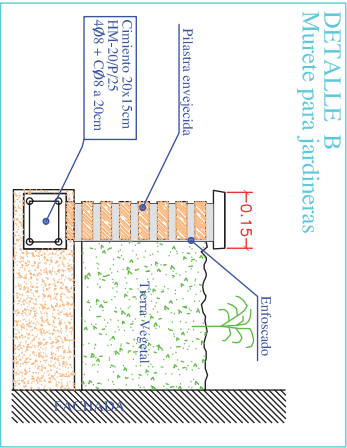 DETALLE B
Murete para jardineras
Pilastra envejecida
Cimiento 20x15cm
HM-20/P/25
4Ø8 + CØ8 a 20cm
0.15
Enfoscado
Tierra Vegetal
FACHADA